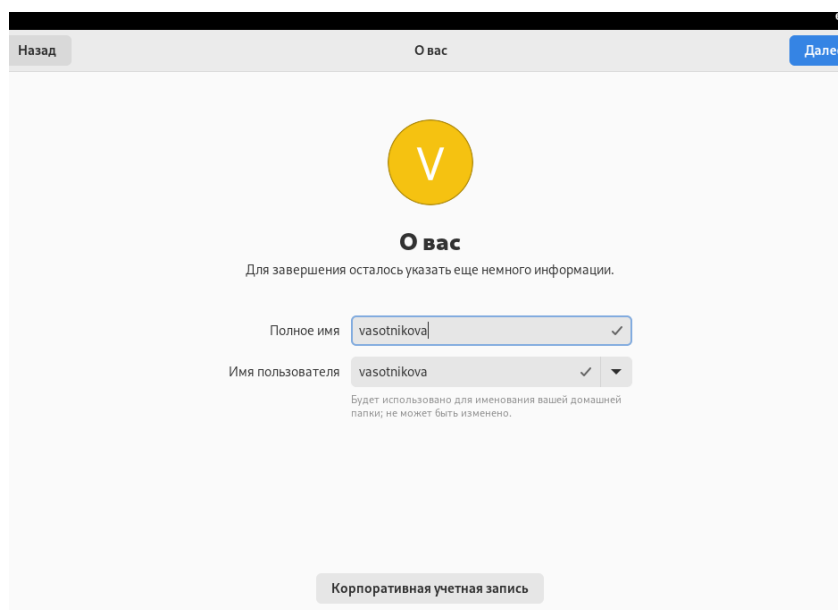 Назад
О вас
V
О вас
Для завершения осталось указать еще немного информации.
Полное имя vasotnikova
Имя пользователя vasotnikova
Будет использовано для именования вашей домашней
папки; не может быть изменено.
Корпоративная учетная запись